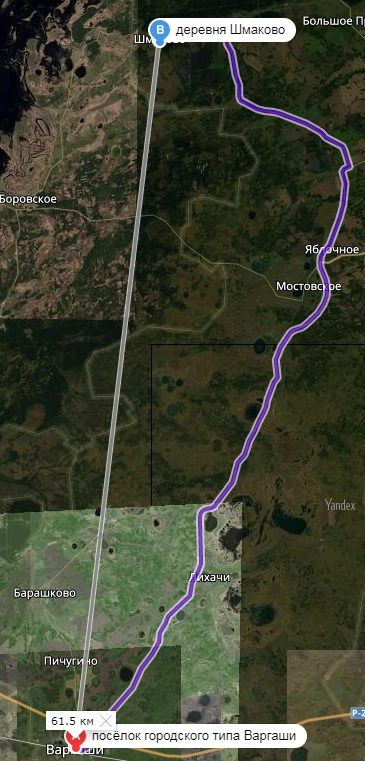 Большое Пр
В деревня Шмаково
Шмаково
Боровское
Яблочное
Мостовское
Yandex
Лихачи
Барашково
Пичугино
Р-2
61.5 км
посёлок городского типа Варгаши
Варгаши